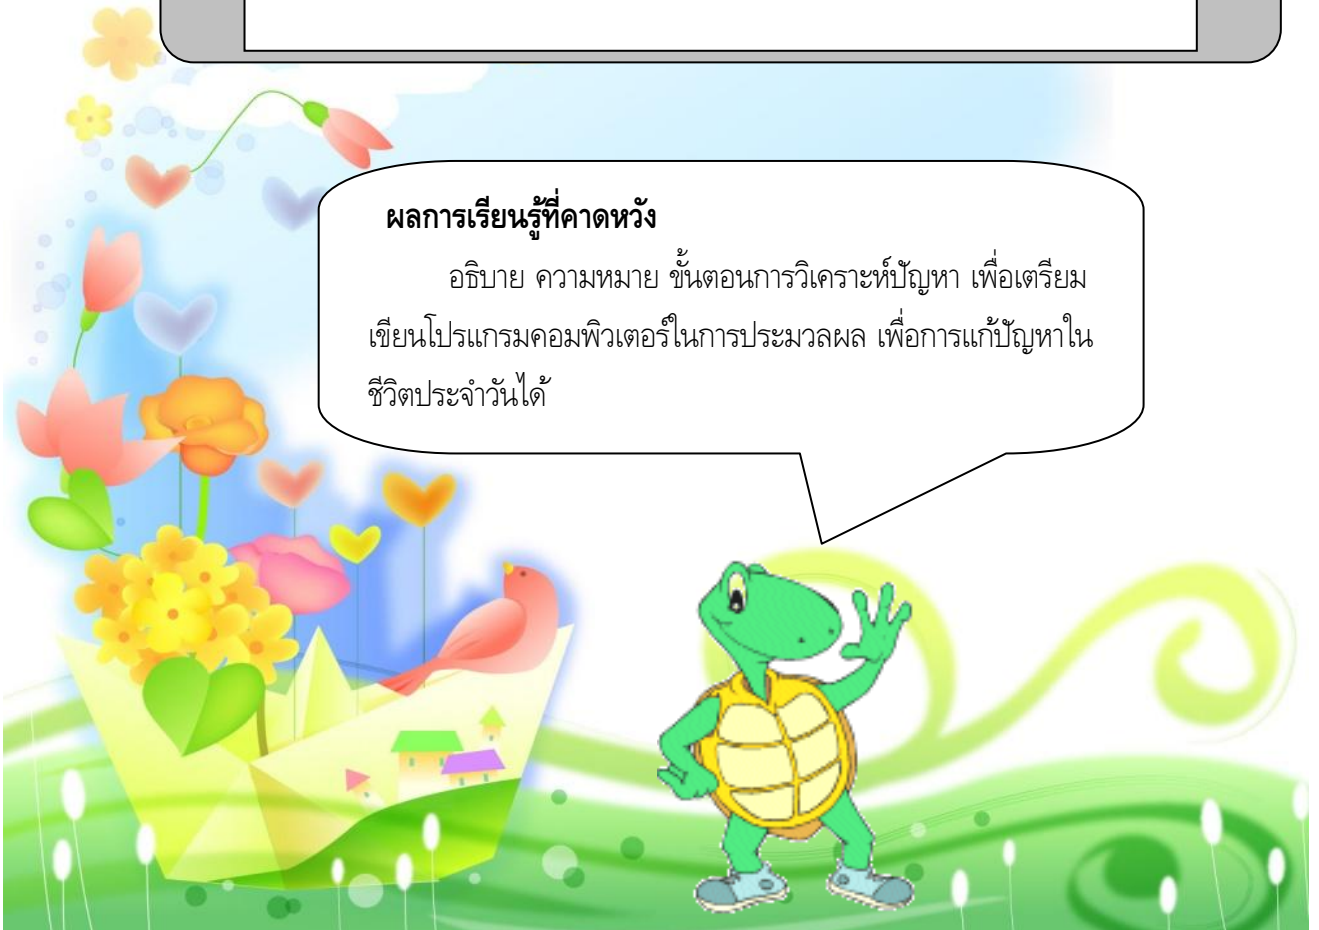 ผลการเรียนรู้ที่คาดหวัง
อธิบาย ความหมาย ขั้นตอนการวิเคราะห์ปัญหา เพื่อเตรียม
เขียนโปรแกรมคอมพิวเตอร์ในการประมวลผล เพื่อการแก้ปัญหาใน
ชีวิตประจำวันได้